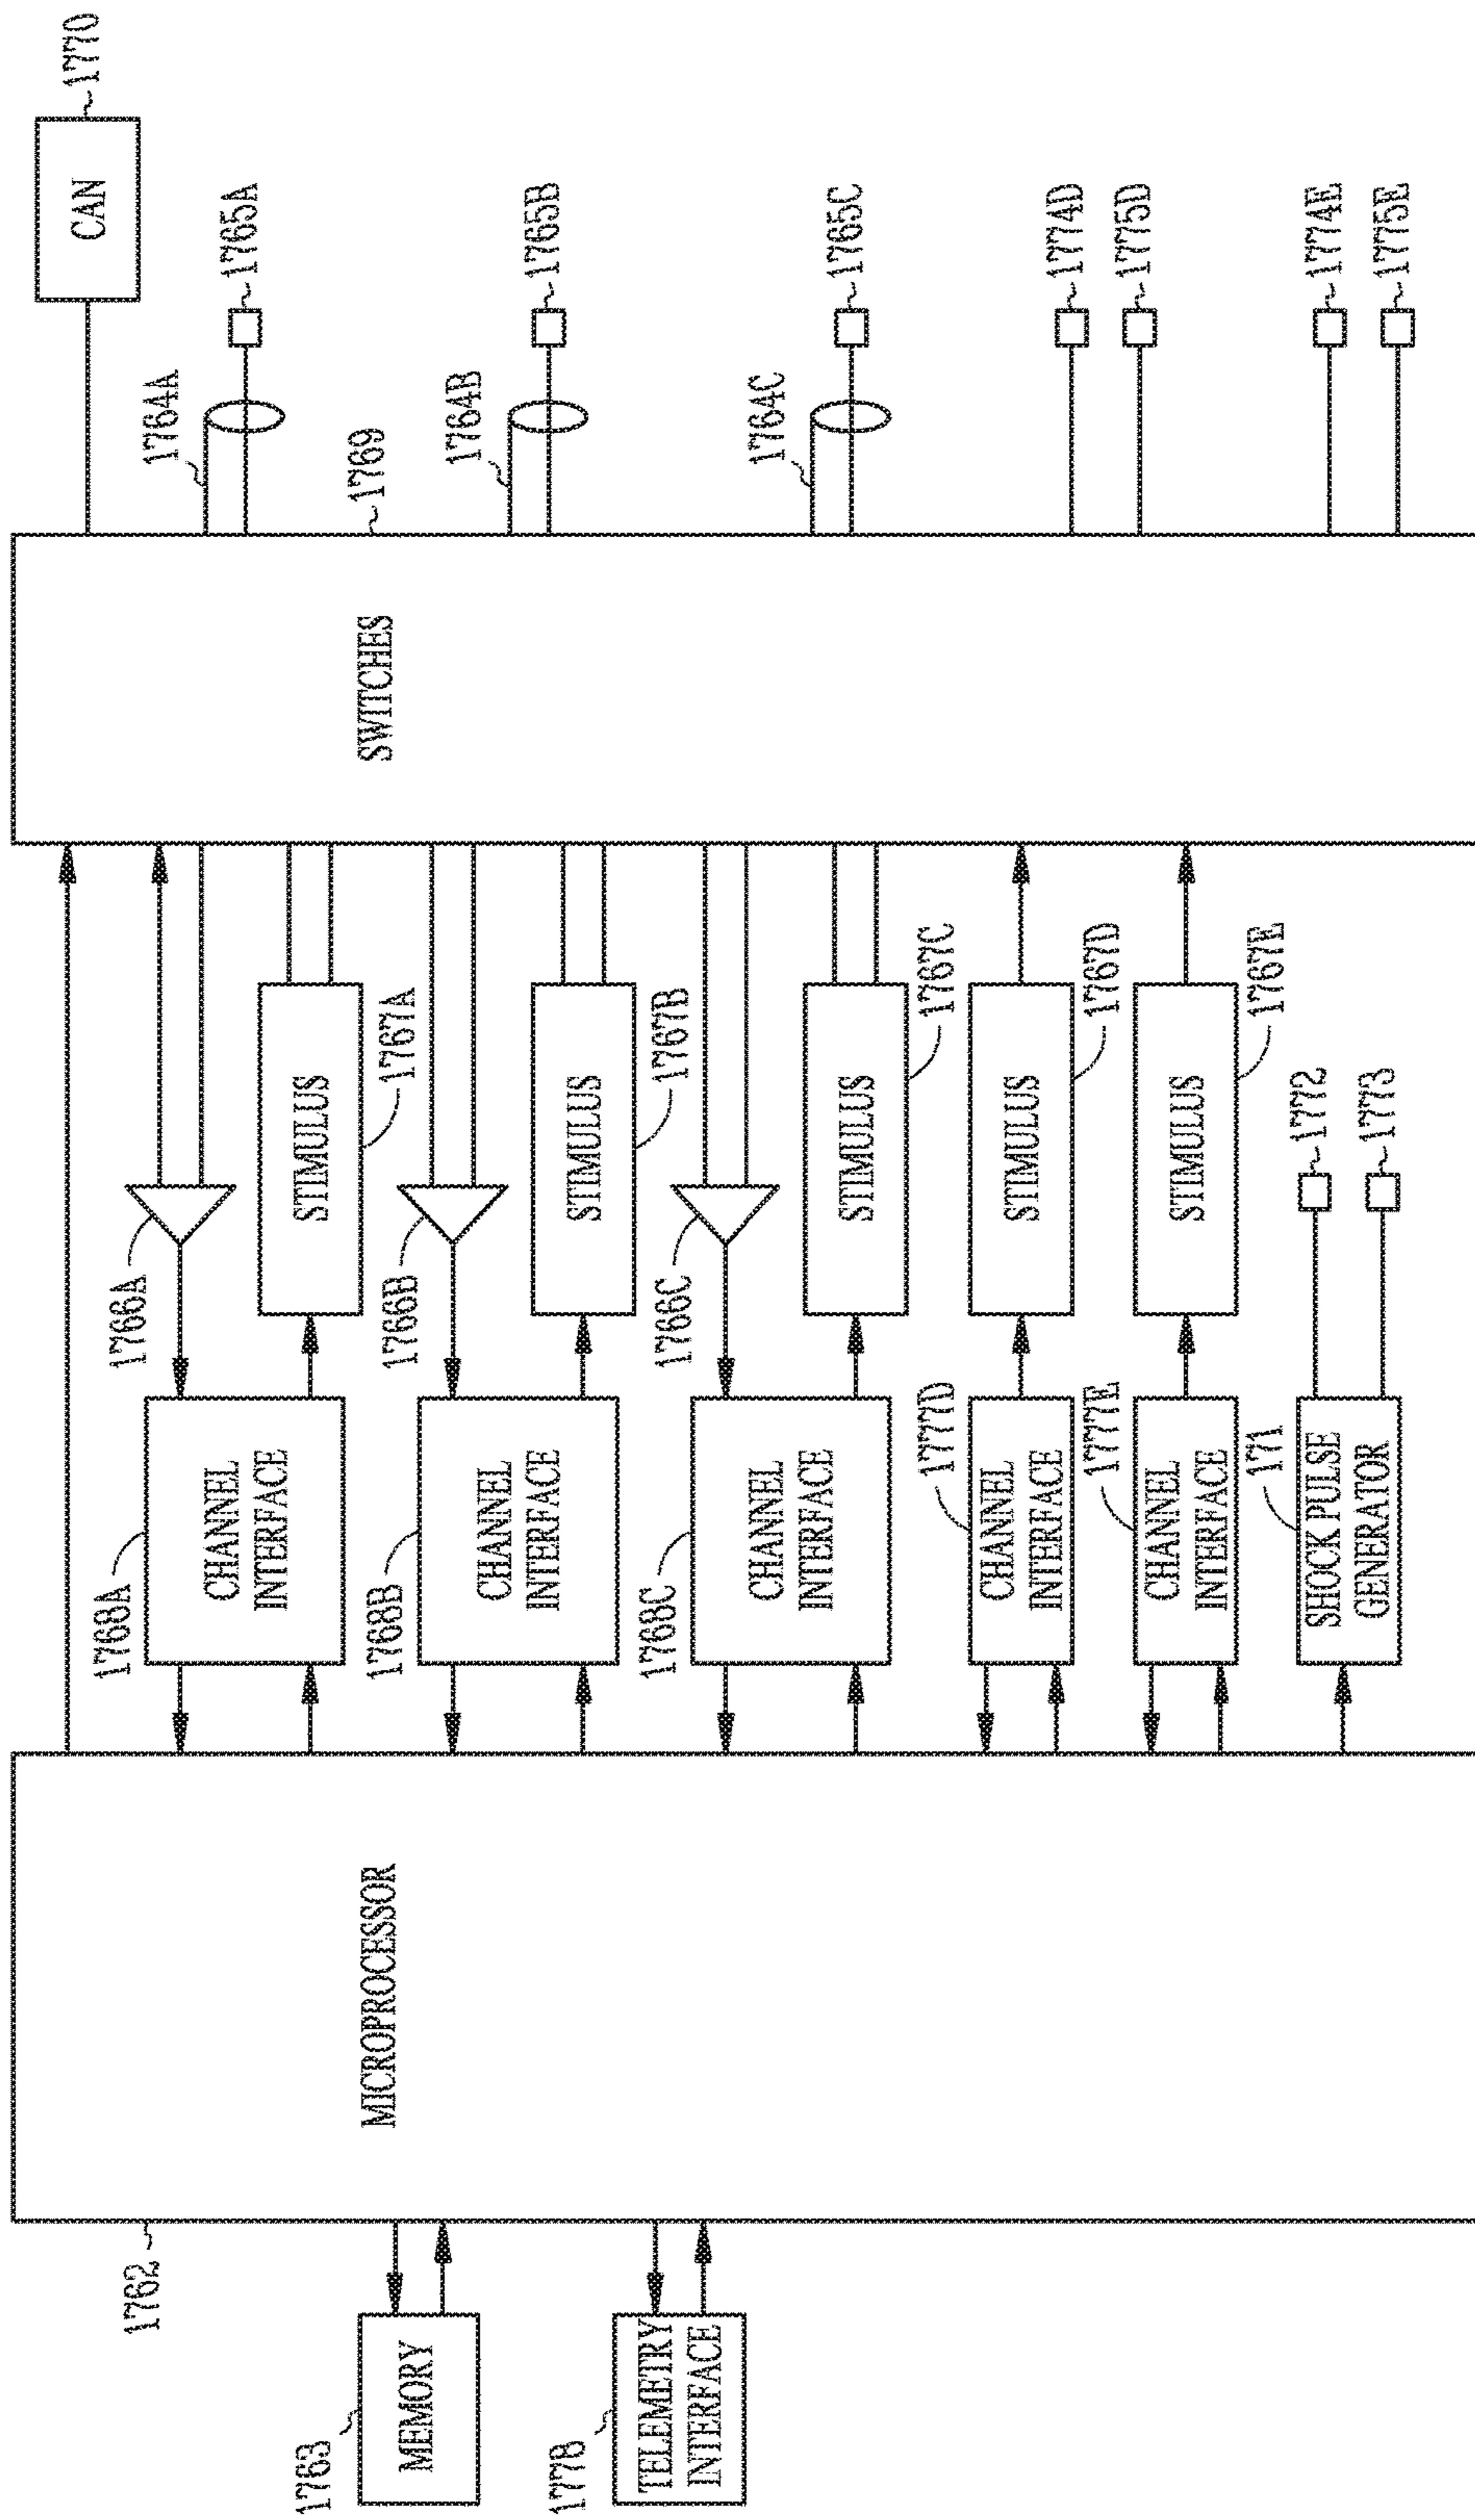 1762
1763
MEMORY
1778
TELEMETRY
INTERFACE
MICROPROCESSOR
1768A
CHANNEL
INTERFACE
1766A
STIMULUS
1767A
1768B
CHANNEL
INTERFACE
1766B
STIMULUS
1767B
1768C
CHANNEL
INTERFACE
1766C
STIMULUS
1767C
1777D
CHANNEL
INTERFACE
STIMULUS
1767D
1777E
CHANNEL
INTERFACE
STIMULUS
1767E
171
SHOCK PULSE
GENERATOR
1772
1773
SWITCHES
1769
CAN
1770
1764A
1765A
1764B
1765B
1764C
1765C
1774D
1775D
1774E
1775E